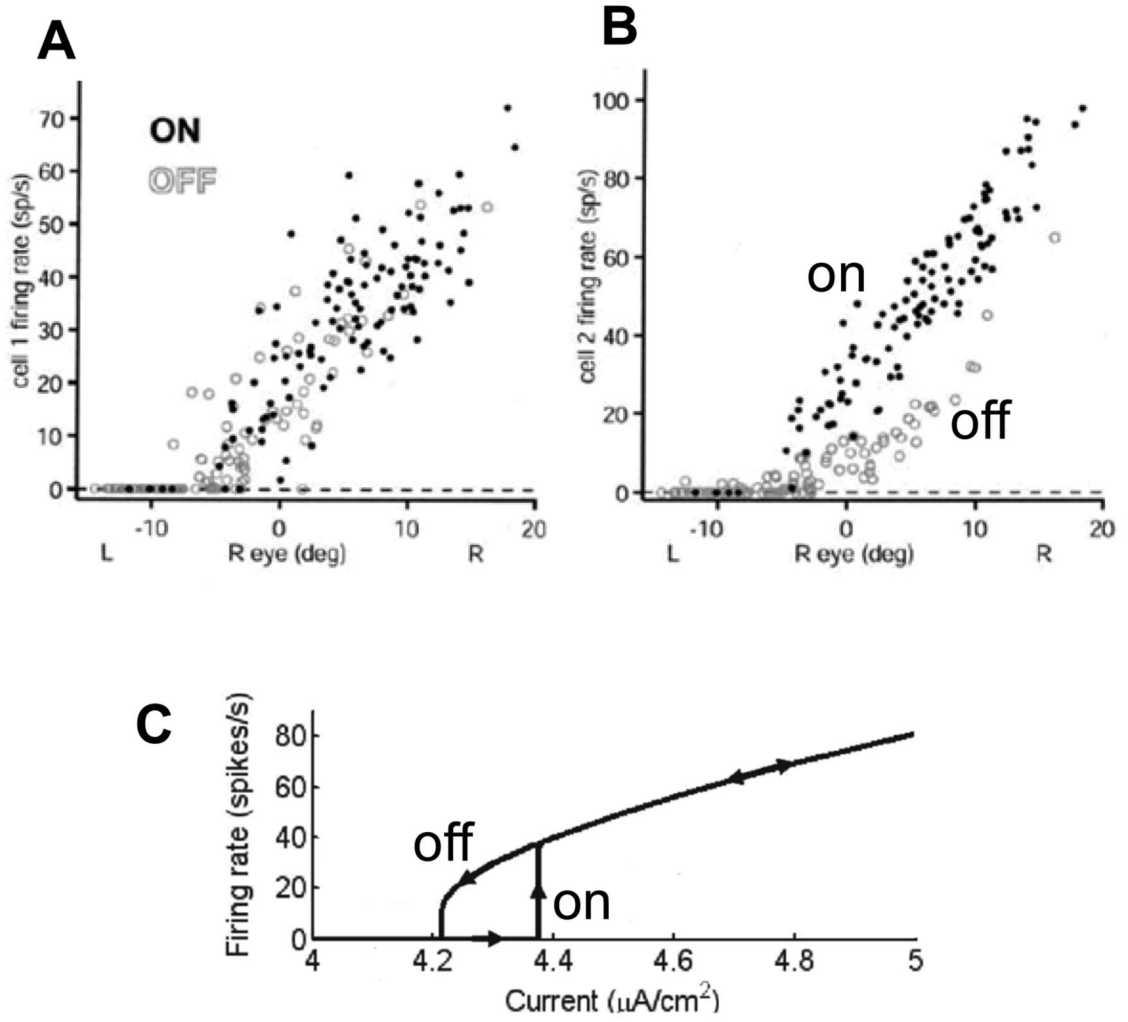 A
B
ON
OFF
cell 1 firing rate (sp/s)
70
60
50
40
30
20
10
0
-10
0
10
20
L
R eye (deg)
R
cell 2 firing rate (sp/s)
100
80
60
40
20
0
on
off
-10
0
10
20
L
R eye (deg)
R
C
Firing rate (spikes/s)
80
60
40
20
0
off
on
4
4.2
4.4
4.6
4.8
5
Current (μA/cm²)